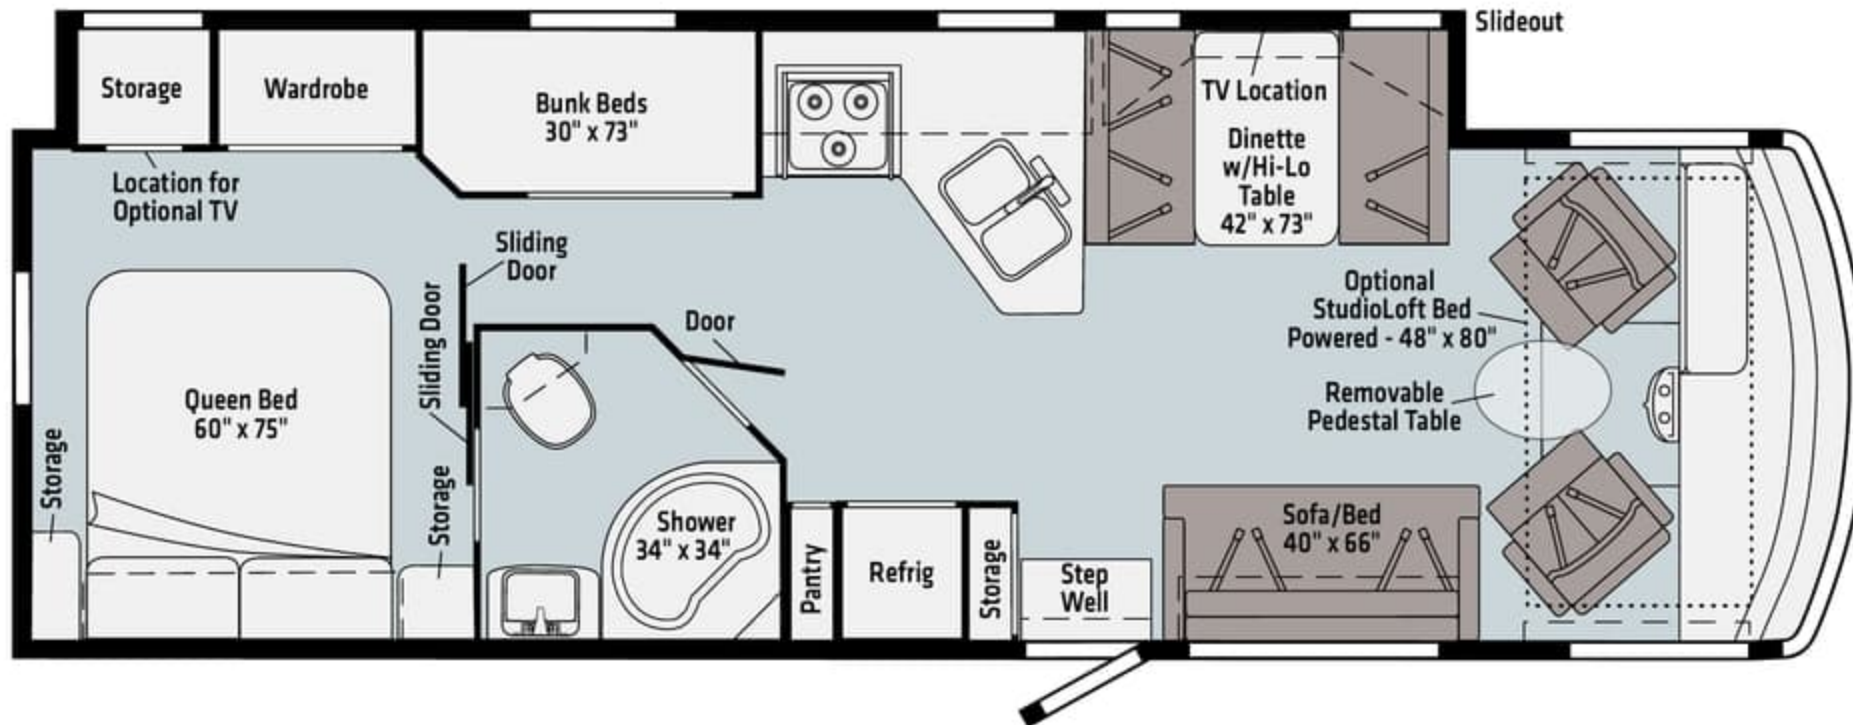 Slideout
Storage
Wardrobe
Bunk Beds
30" x 73"
TV Location
Dinette
w/Hi-Lo
Table
42" x 73"
Location for
Optional TV
Sliding
Door
Sliding Door
Door
Optional
StudioLoft Bed
Powered - 48" x 80"
Removable
Pedestal Table
Queen Bed
60" x 75"
Storage
Storage
Shower
34" x 34"
Pantry
Refrig
Storage
Step
Well
Sofa/Bed
40" x 66"